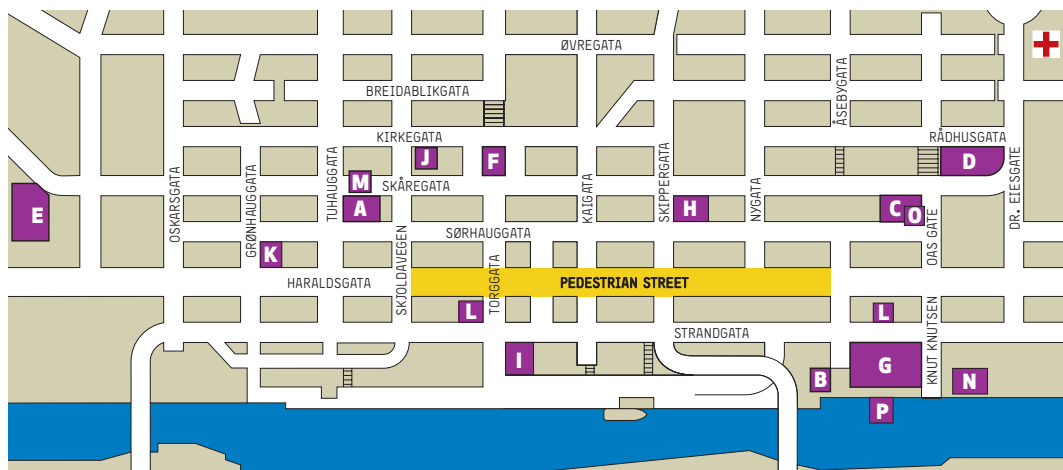 ØVREGATA
BREIDABLIKGATA
ÅSEBYGATA
KIRKEGATA
RÅDHUSGATA
J
F
D
M
SKÅREGATA
E
A
H
C
O
OSKARSGATA
GRØNHAUGGATA
TUHAUGGATA
SKJOLDAVEGEN
KAIGATA
SKIPPERGATA
NYGATA
OAS GATE
DR. EIESGATE
SØRHAUGGATA
K
HARALDSGATA
TORGGATA
PEDESTRIAN STREET
L
L
STRANDGATA
KNUT KNUTSEN
I
G
B
N
P